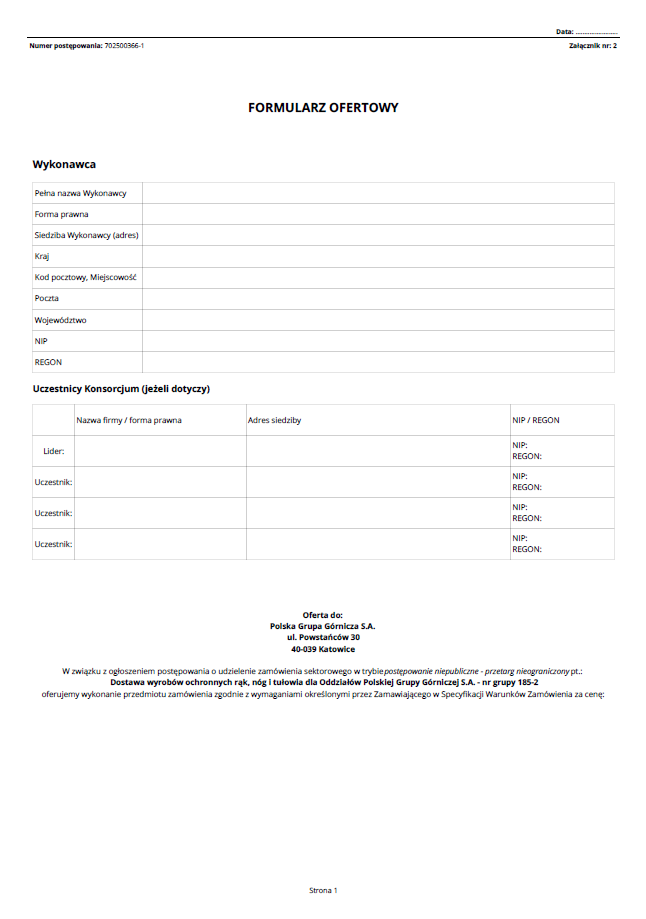 Data: .......................
Numer postępowania: 702500366-1
Załącznik nr: 2
FORMULARZ OFERTOWY
Wykonawca
Pełna nazwa Wykonawcy
Forma prawna
Siedziba Wykonawcy (adres)
Kraj
Kod pocztowy, Miejscowość
Poczta
Województwo
NIP
REGON
Uczestnicy Konsorcjum (jeżeli dotyczy)
Nazwa firmy / forma prawna Adres siedziby NIP / REGON
Lider: NIP:
REGON:
Uczestnik: NIP:
REGON:
Uczestnik: NIP:
REGON:
Uczestnik: NIP:
REGON:
Oferta do:
Polska Grupa Górnicza S.A.
ul. Powstańców 30
40-039 Katowice
W związku z ogłoszeniem postępowania o udzielenie zamówienia sektorowego w trybie postępowanie niepubliczne - przetarg nieograniczony pt.:
Dostawa wyrobów ochronnych rąk, nóg i tułowia dla Oddziałów Polskiej Grupy Górniczej S.A. - nr grupy 185-2
oferujemy wykonanie przedmiotu zamówienia zgodnie z wymaganiami określonymi przez Zamawiającego w Specyfikacji Warunków Zamówienia za cenę:
Strona 1